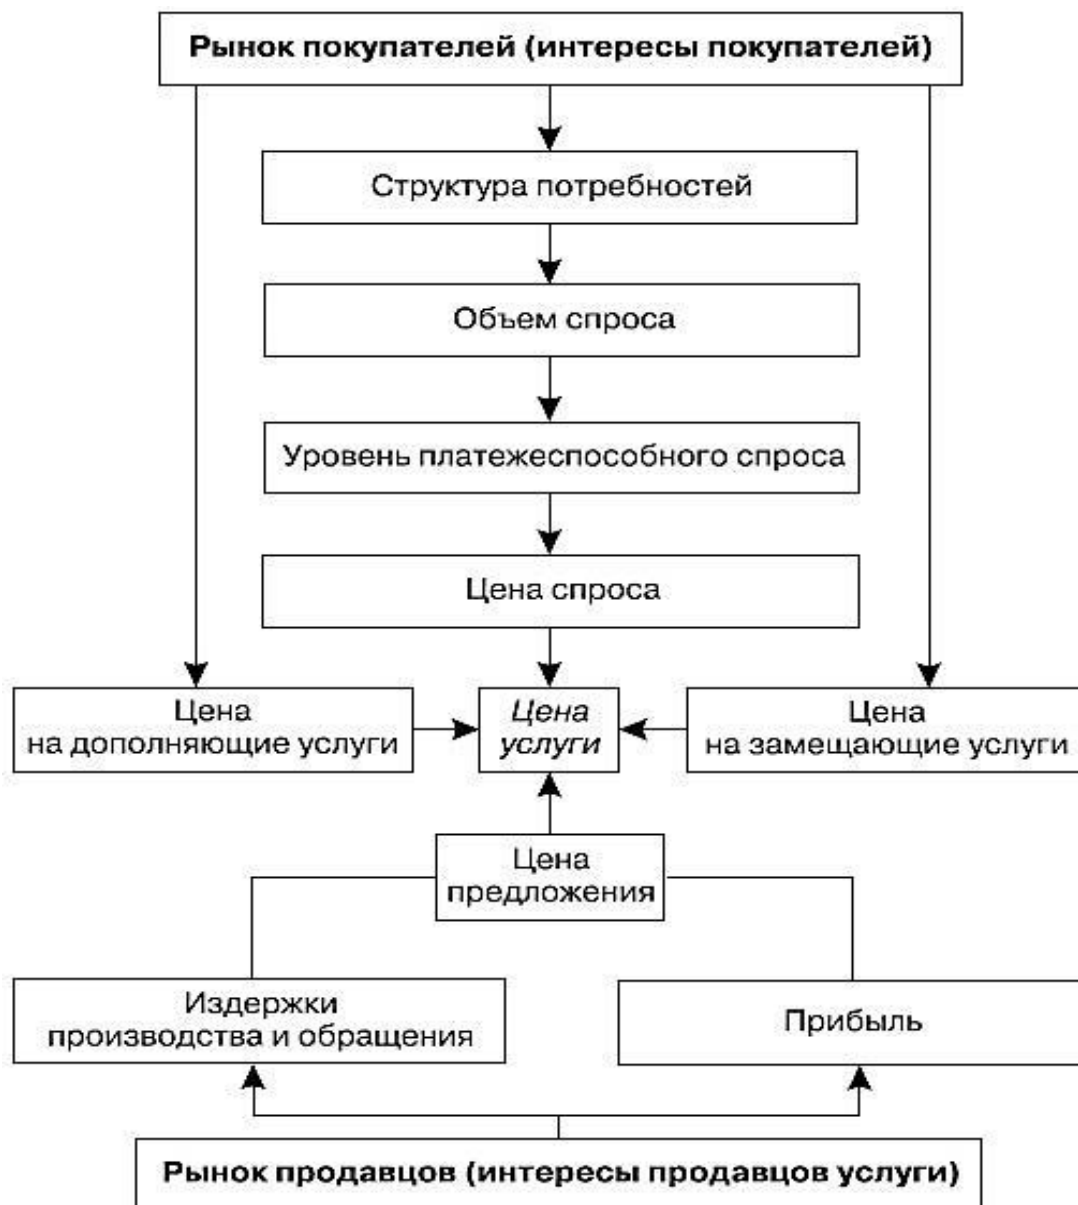 Рынок покупателей (интересы покупателей)
Структура потребностей
Объем спроса
Уровень платежеспособного спроса
Цена спроса
Цена
на дополняющие услуги
Цена
услуги
Цена
на замещающие услуги
Цена
предложения
Издержки
производства и обращения
Прибыль
Рынок продавцов (интересы продавцов услуги)